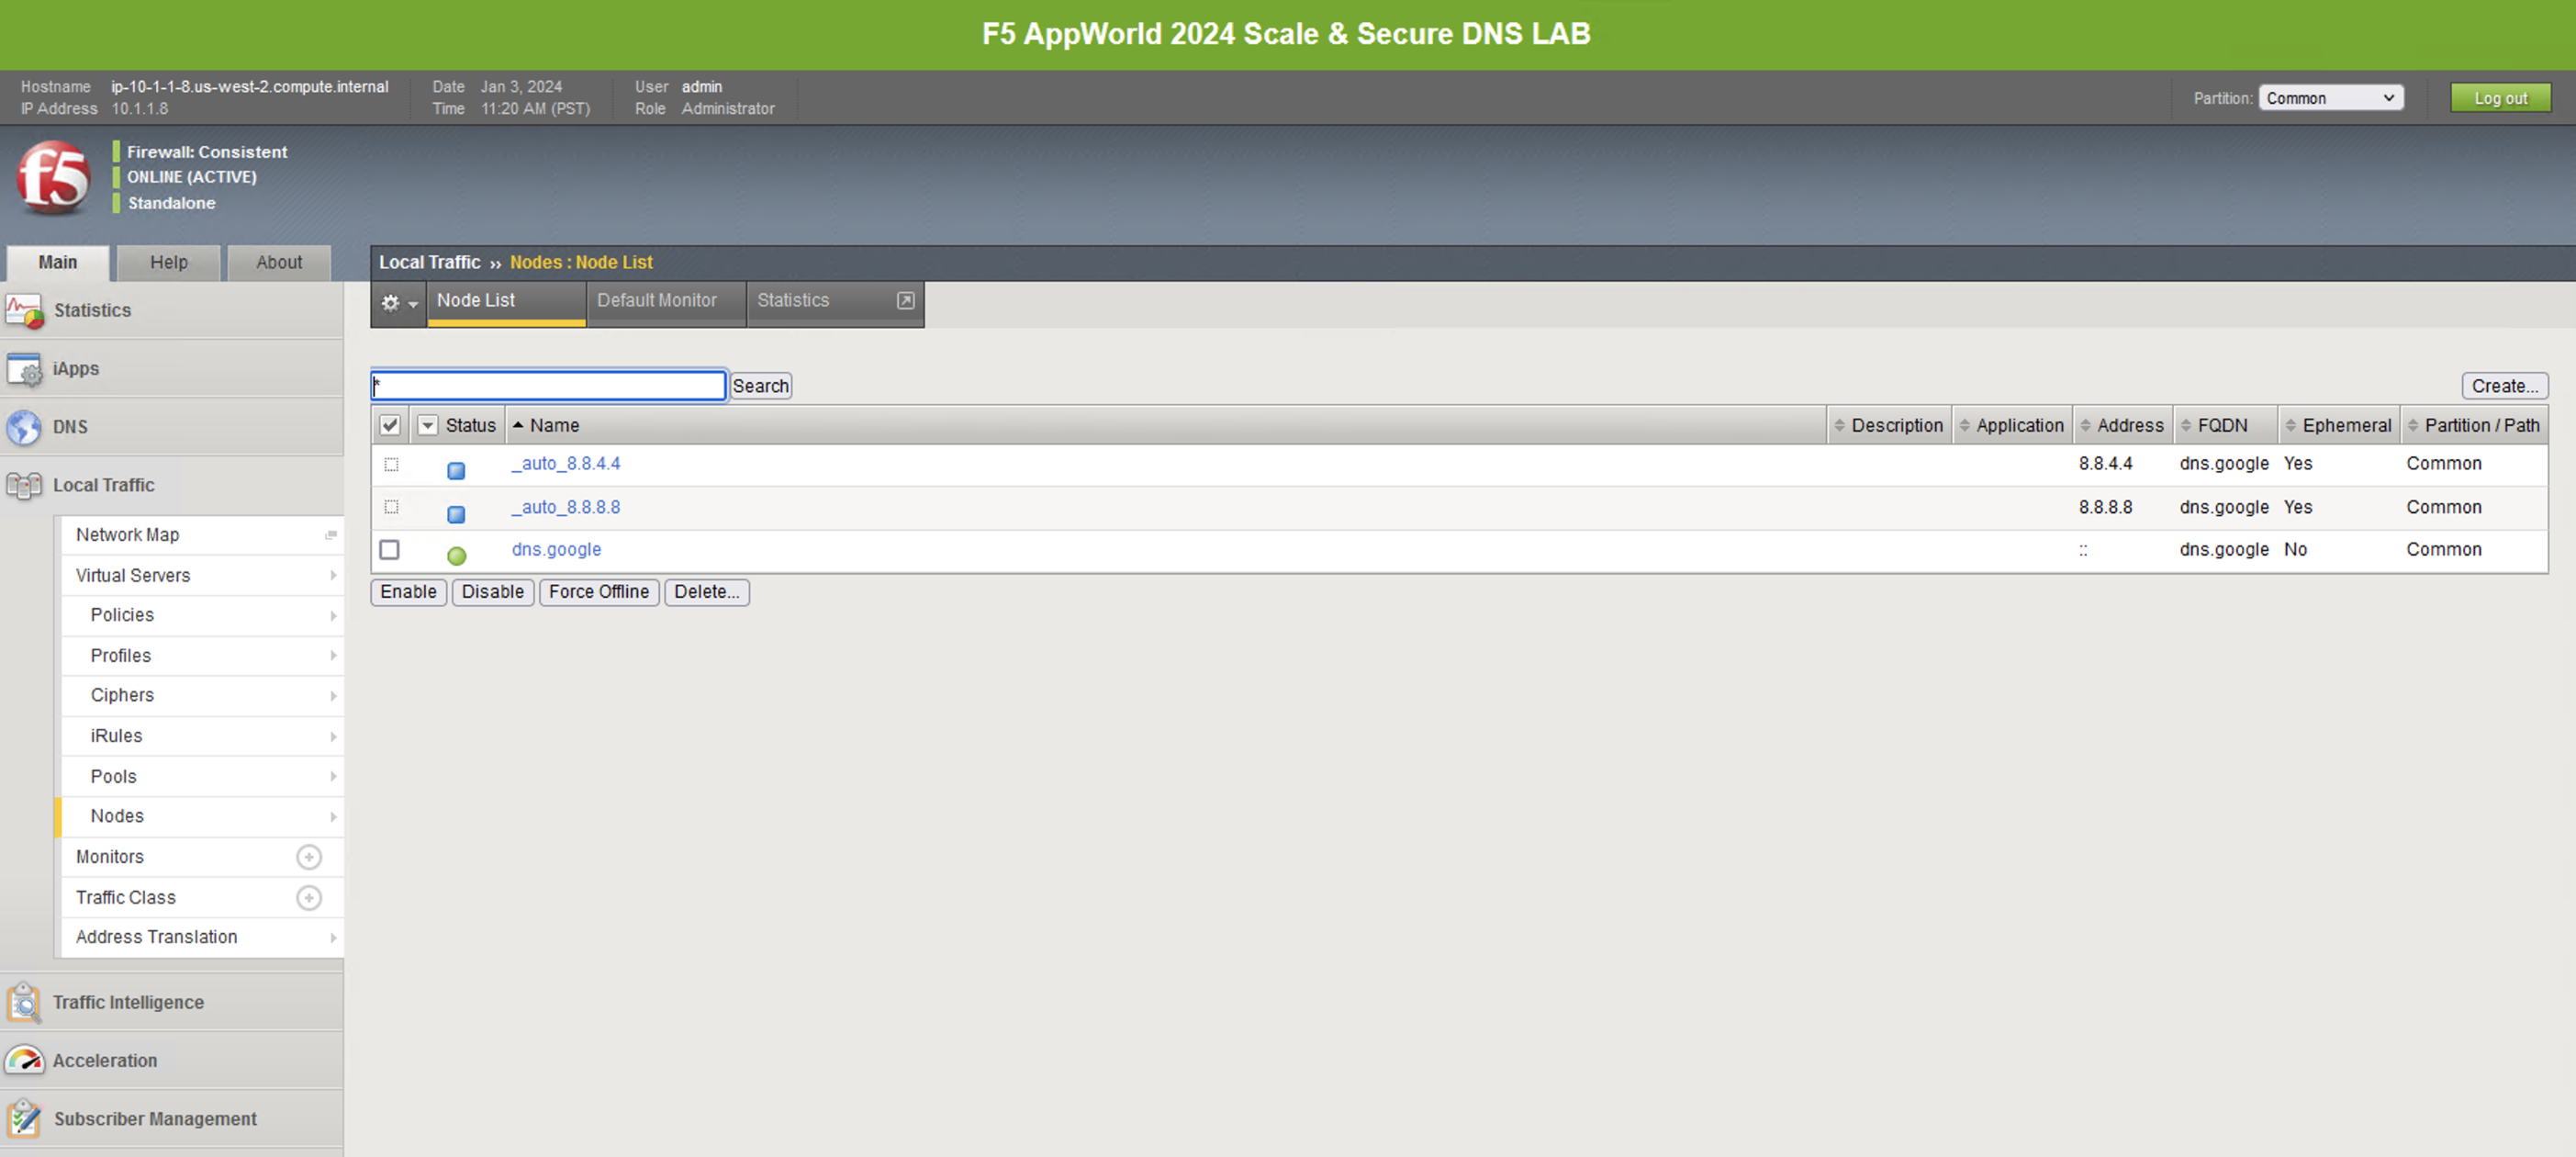 F5 AppWorld 2024 Scale & Secure DNS LAB
Hostname ip-10-1-1-8.us-west-2.compute.internal Date Jan 3, 2024 User admin
IP Address 10.1.1.8 Time 11:20 AM (PST) Role Administrator
Partition: Common Log out
f5
Firewall: Consistent
ONLINE (ACTIVE)
Standalone
Main Help About
Local Traffic ›› Nodes : Node List
Node List Default Monitor Statistics
Statistics
iApps
DNS
Local Traffic
Network Map
Virtual Servers
Policies
Profiles
Ciphers
iRules
Pools
Nodes
Monitors
Traffic Class
Address Translation
Traffic Intelligence
Acceleration
Subscriber Management
* Search Create...
Status Name Description Application Address FQDN Ephemeral Partition / Path
_auto_8.8.4.4 8.8.4.4 dns.google Yes Common
_auto_8.8.8.8 8.8.8.8 dns.google Yes Common
dns.google :: dns.google No Common
Enable Disable Force Offline Delete...